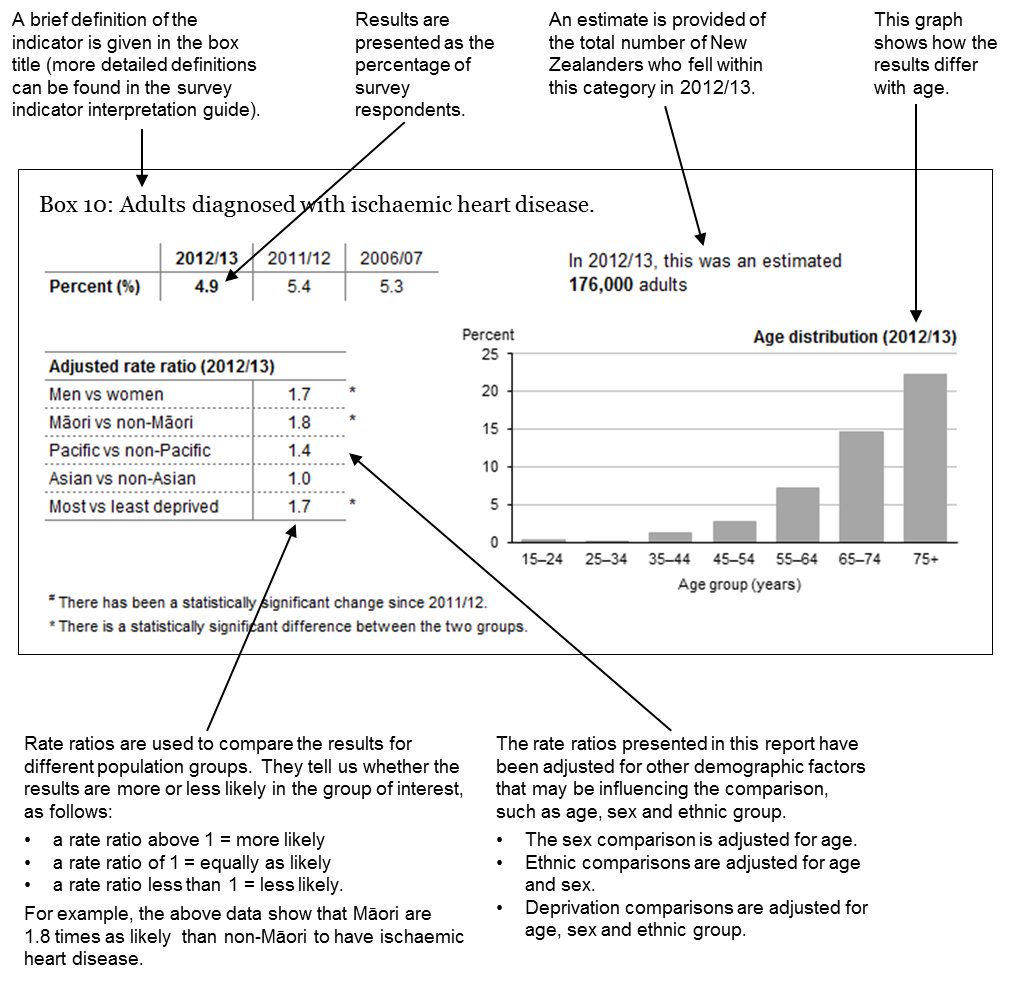 A brief definition of the
indicator is given in the box
title (more detailed definitions
can be found in the survey
indicator interpretation guide).
Results are
presented as the
percentage of
survey
respondents.
An estimate is provided of
the total number of New
Zealanders who fell within
this category in 2012/13.
This graph
shows how the
results differ
with age.
Box 10: Adults diagnosed with ischaemic heart disease.
2012/13 2011/12 2006/07
Percent (%) 4.9 5.4 5.3
In 2012/13, this was an estimated
176,000 adults
Adjusted rate ratio (2012/13)
Men vs women 1.7 *
Māori vs non-Māori 1.8 *
Pacific vs non-Pacific 1.4
Asian vs non-Asian 1.0
Most vs least deprived 1.7 *
Percent
Age distribution (2012/13)
25
20
15
10
5
0
15–24 25–34 35–44 45–54 55–64 65–74 75+
Age group (years)
# There has been a statistically significant change since 2011/12.
* There is a statistically significant difference between the two groups.
Rate ratios are used to compare the results for
different population groups. They tell us whether the
results are more or less likely in the group of interest,
as follows:
• a rate ratio above 1 = more likely
• a rate ratio of 1 = equally as likely
• a rate ratio less than 1 = less likely.
For example, the above data show that Māori are
1.8 times as likely than non-Māori to have ischaemic
heart disease.
The rate ratios presented in this report have
been adjusted for other demographic factors
that may be influencing the comparison,
such as age, sex and ethnic group.
• The sex comparison is adjusted for age.
• Ethnic comparisons are adjusted for age
and sex.
• Deprivation comparisons are adjusted for
age, sex and ethnic group.